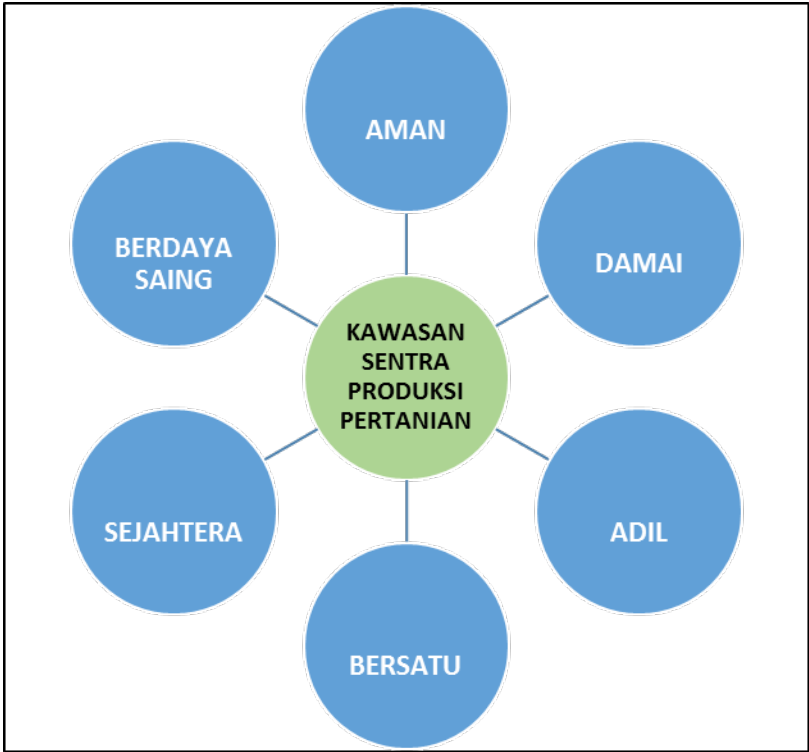 AMAN
DAMAI
ADIL
BERSATU
SEJAHTERA
BERDAYA
SAING
KAWASAN
SENTRA
PRODUKSI
PERTANIAN